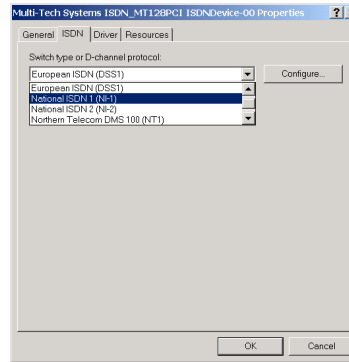 Multi-Tech Systems ISDN_MT128PCI ISDNDevice-00 Properties ?
General ISDN Driver Resources
Switch type or D-channel protocol:
European ISDN (DSS1) Configure...
European ISDN (DSS1)
National ISDN 1 (NI-1)
National ISDN 2 (NI-2)
Northern Telecom DMS 100 (NT1)
OK Cancel